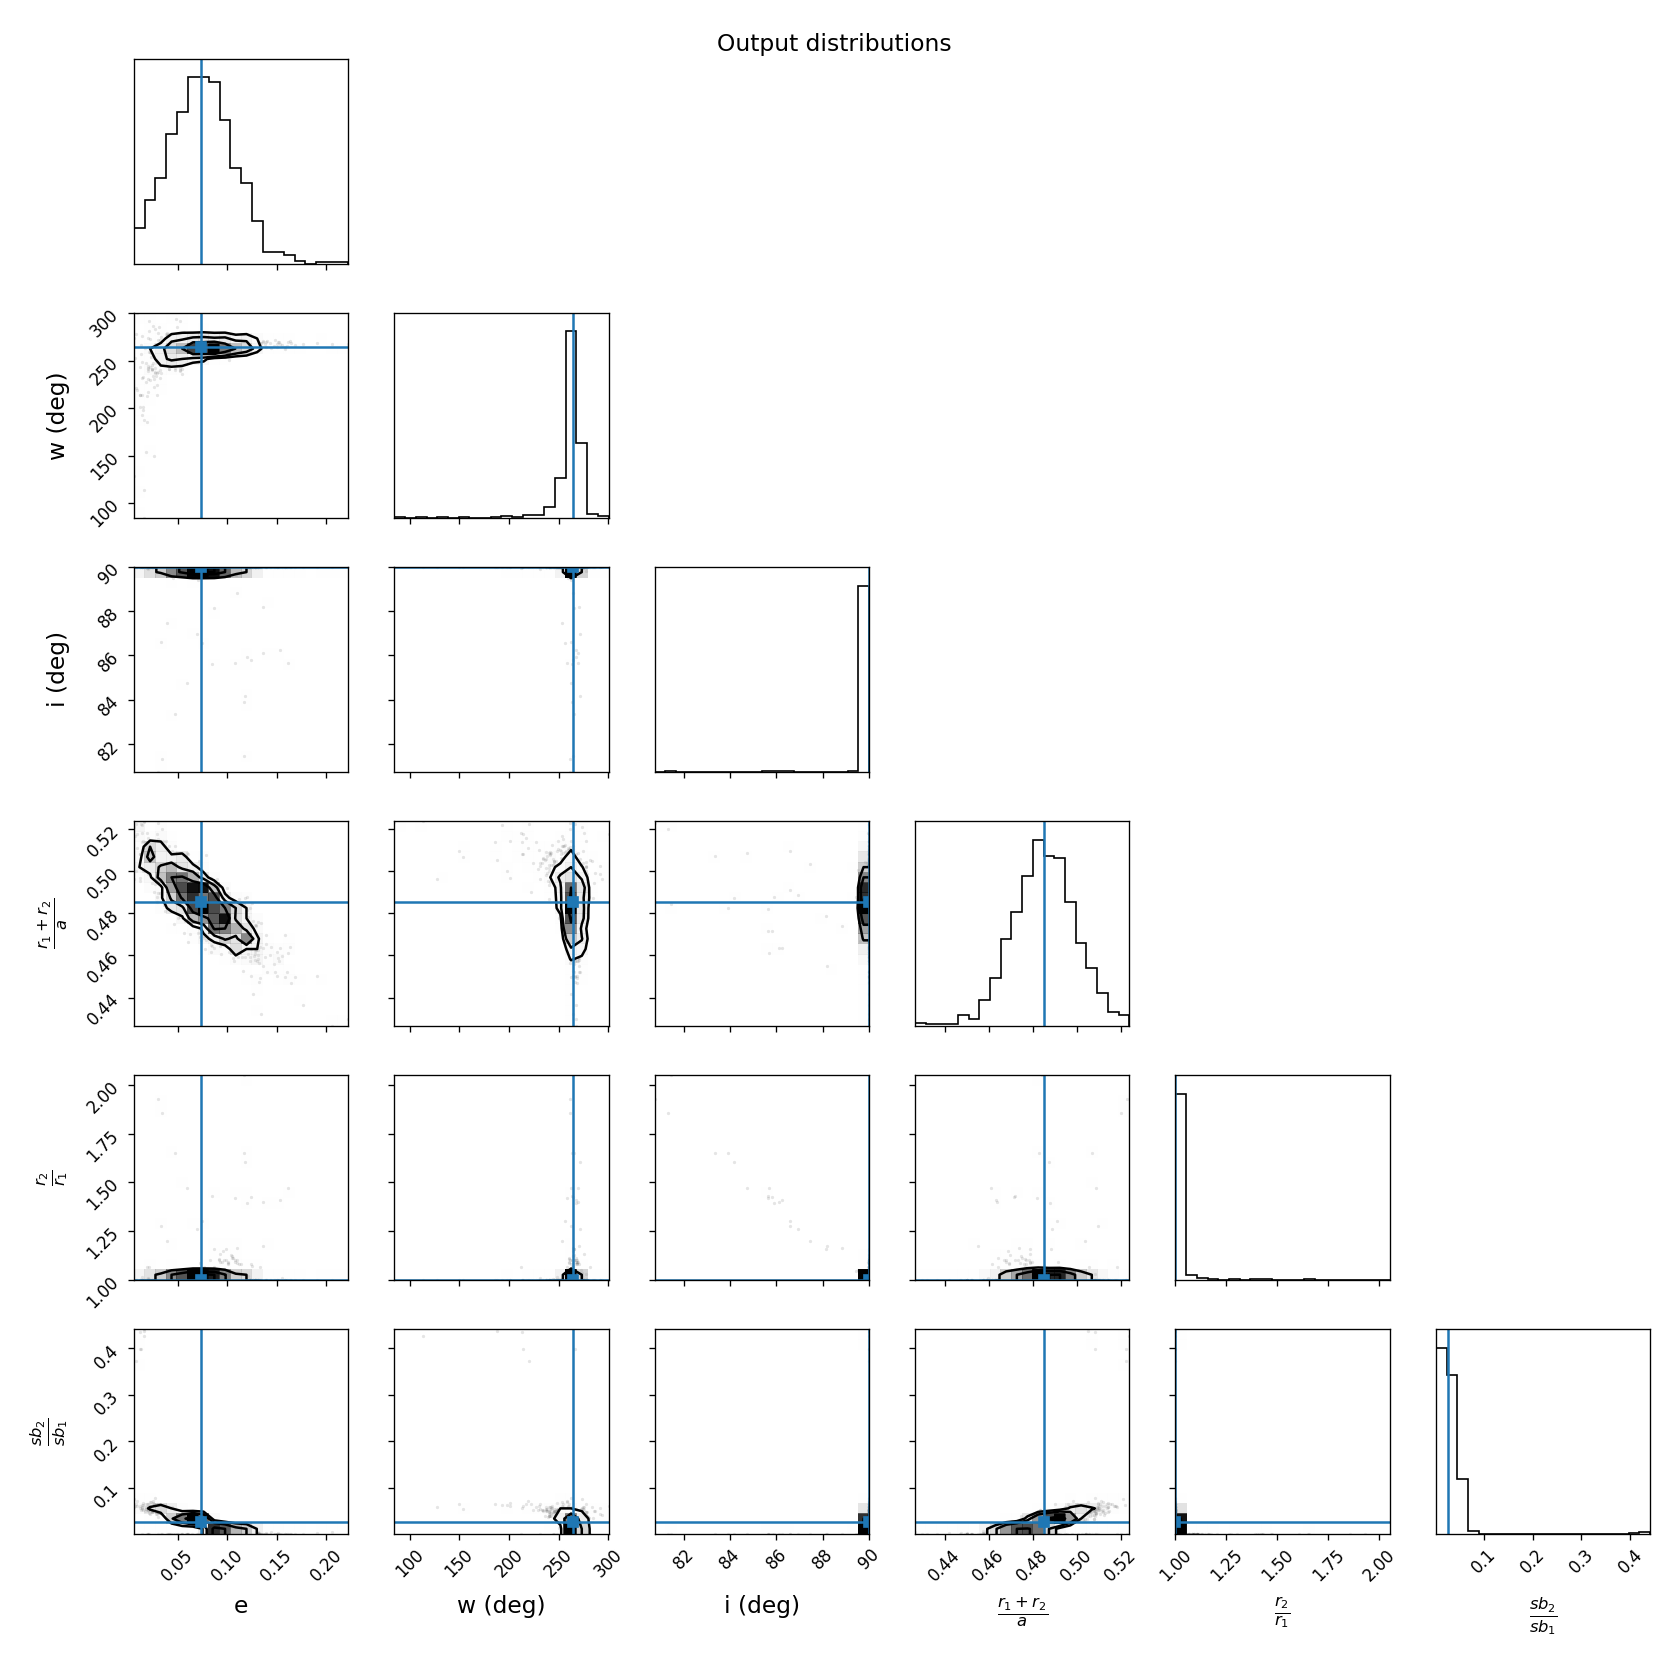 Output distributions
300
250
200
150
100
w (deg)
90
88
86
84
82
i (deg)
0.52
0.50
0.48
0.46
0.44
r₁ + r₂
a
2.00
1.75
1.50
1.25
1.00
r₂
r₁
0.4
0.3
0.2
0.1
sb₂
sb₁
0.05 0.10 0.15 0.20
100 150 200 250 300
82 84 86 88 90
0.44 0.46 0.48 0.50 0.52
1.00 1.25 1.50 1.75 2.00
0.1 0.2 0.3 0.4
e
w (deg)
i (deg)
r₁ + r₂
a
r₂
r₁
sb₂
sb₁